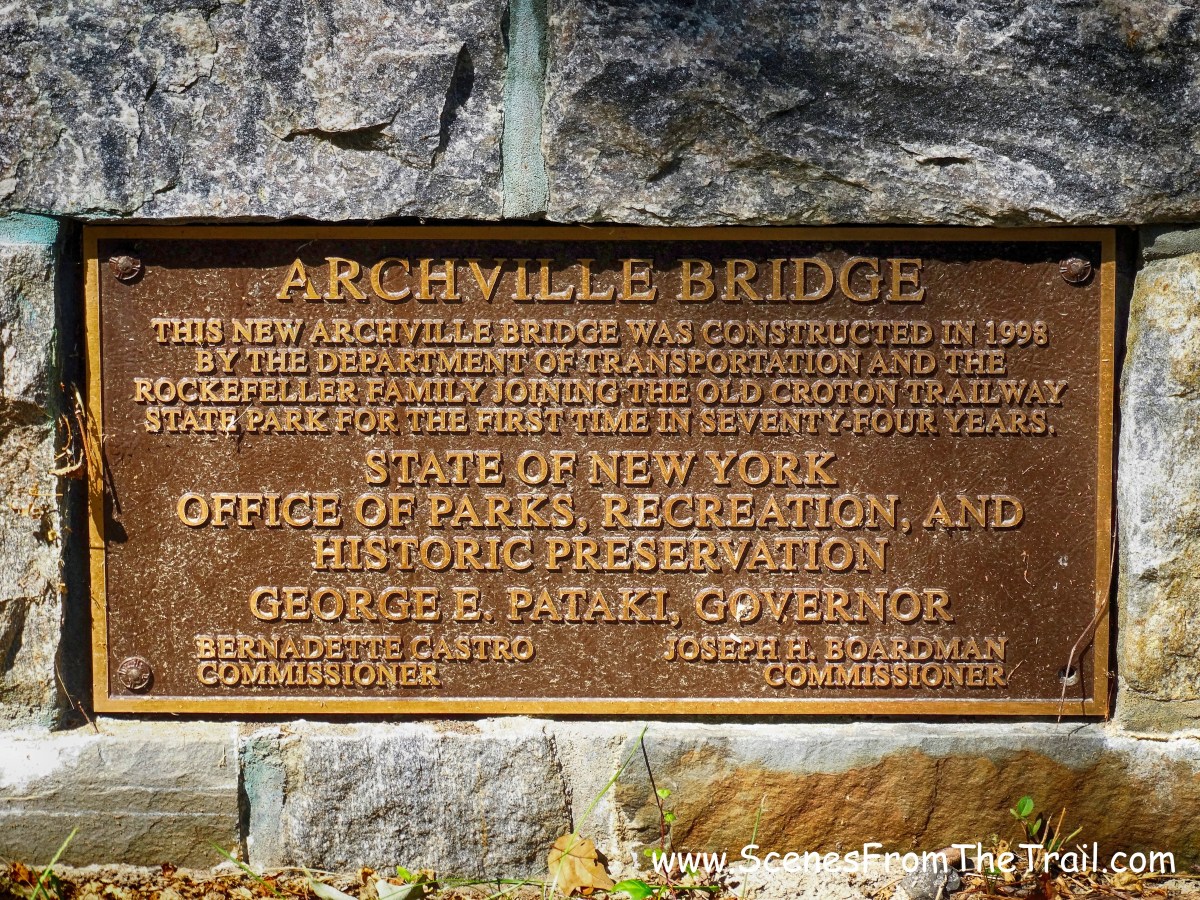 ARCHVILLE BRIDGE
THIS NEW ARCHVILLE BRIDGE WAS CONSTRUCTED IN 1998
BY THE DEPARTMENT OF TRANSPORTATION AND THE
ROCKEFELLER FAMILY JOINING THE OLD CROTON TRAILWAY
STATE PARK FOR THE FIRST TIME IN SEVENTY-FOUR YEARS.
STATE OF NEW YORK
OFFICE OF PARKS, RECREATION, AND
HISTORIC PRESERVATION
GEORGE E. PATAKI, GOVERNOR
BERNADETTE CASTRO
COMMISSIONER
JOSEPH H. BOARDMAN
COMMISSIONER
www.ScenesFromTheTrail.com